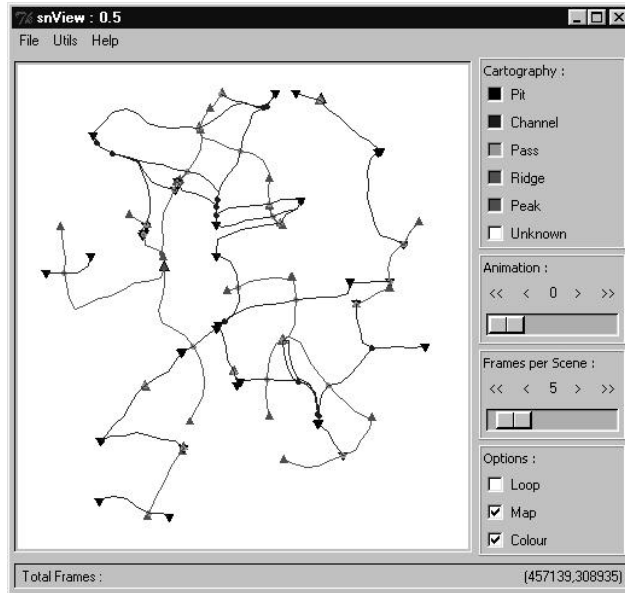 snView : 0.5
File Utils Help
Cartography :
Pit
Channel
Pass
Ridge
Peak
Unknown
Animation :
<< < 0 > >>
Frames per Scene :
<< < 5 > >>
Options :
Loop
Map
Colour
Total Frames : (457139,308935)